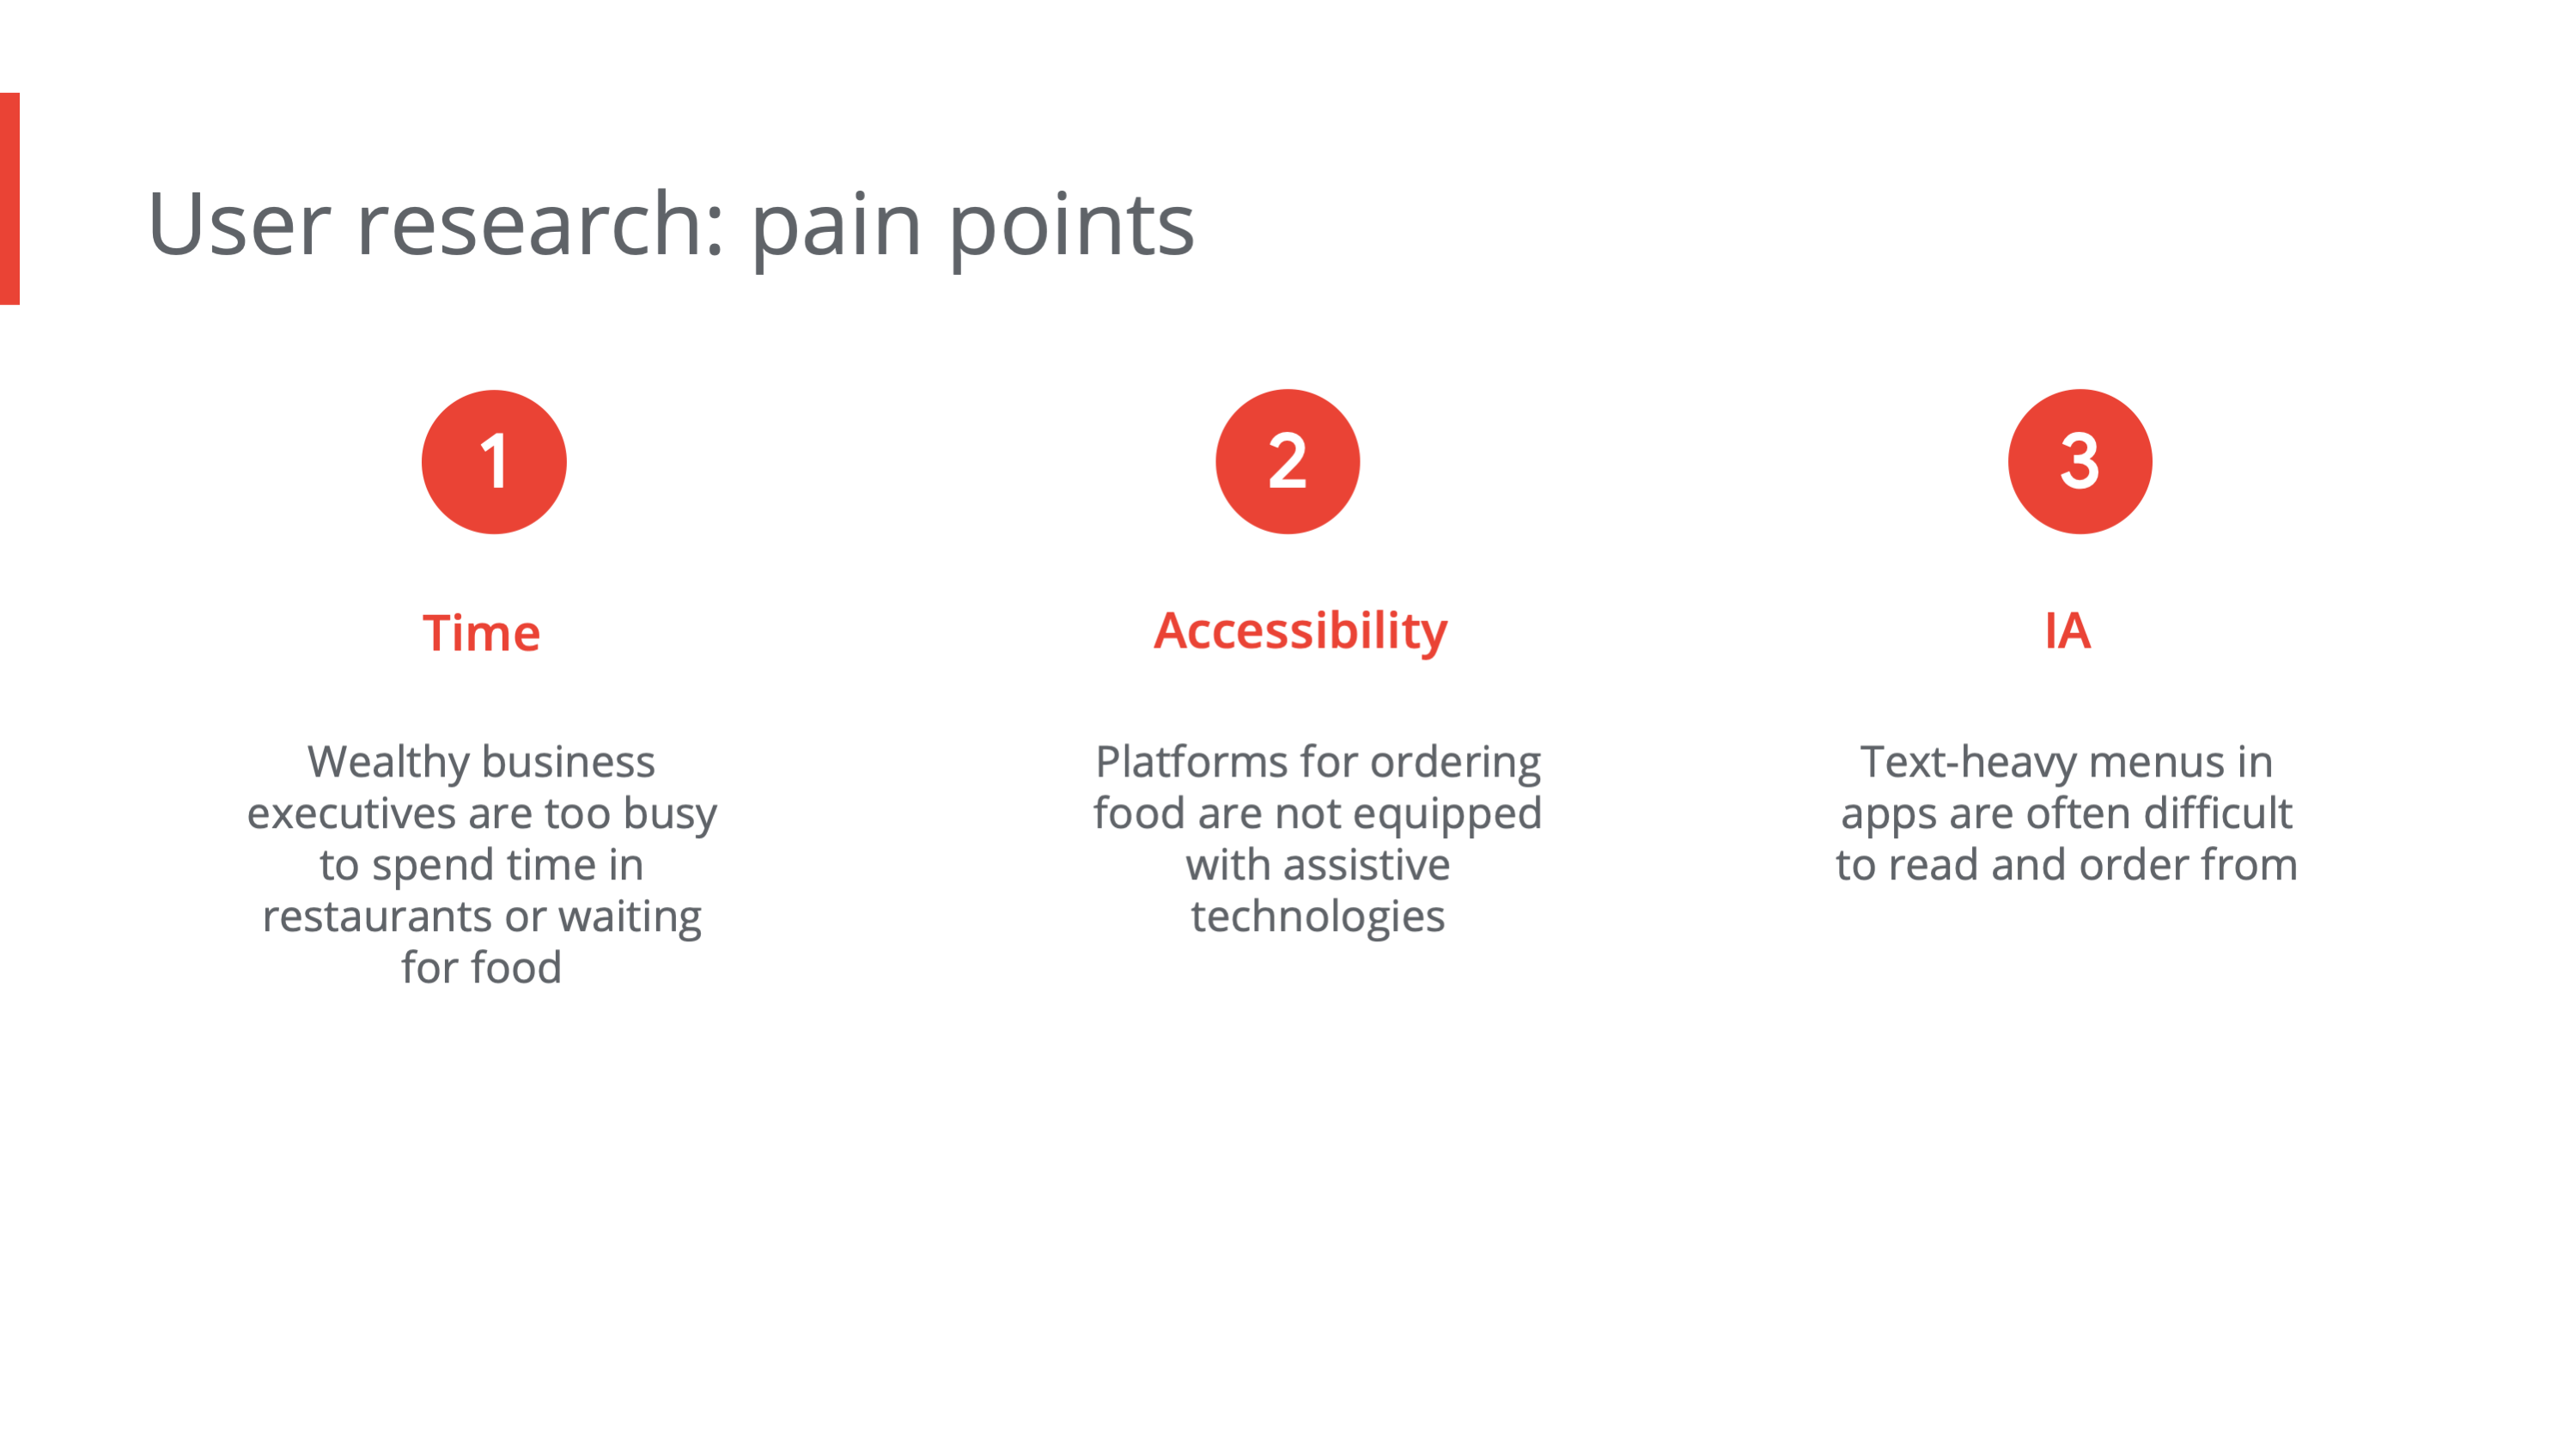 User research: pain points
1
Time
Wealthy business
executives are too busy
to spend time in
restaurants or waiting
for food
2
Accessibility
Platforms for ordering
food are not equipped
with assistive
technologies
3
IA
Text-heavy menus in
apps are often difficult
to read and order from